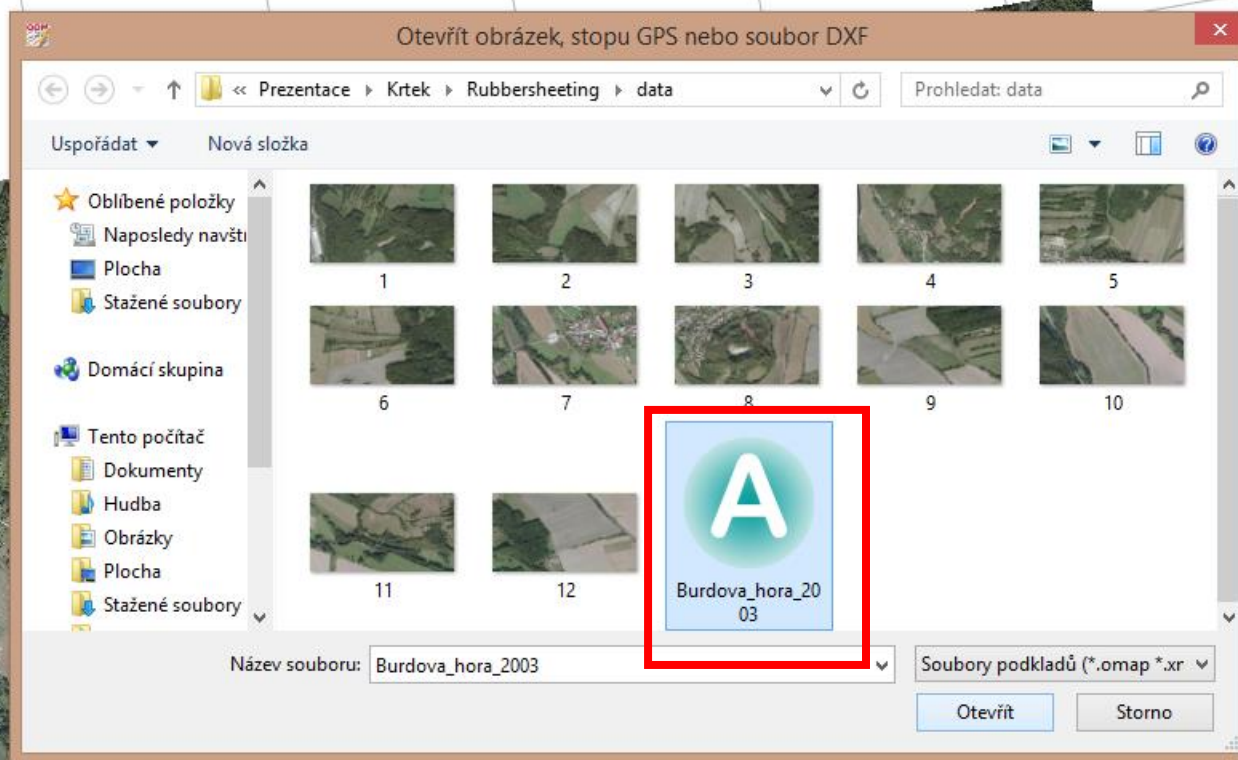 Otevřít obrázek, stopu GPS nebo soubor DXF
« Prezentace Krtek Rubbersheeting data
Prohledat: data
Uspořádat
Nová složka
Oblíbené položky
Naposledy navšti
Plocha
Stažené soubory
Domácí skupina
Tento počítač
Dokumenty
Hudba
Obrázky
Plocha
Stažené soubory
1 2 3 4 5
6 7 8 9 10
A
11 12 Burdova_hora_20
03
Název souboru: Burdova_hora_2003
Soubory podkladů (*.omap *.xr
Otevřít Storno